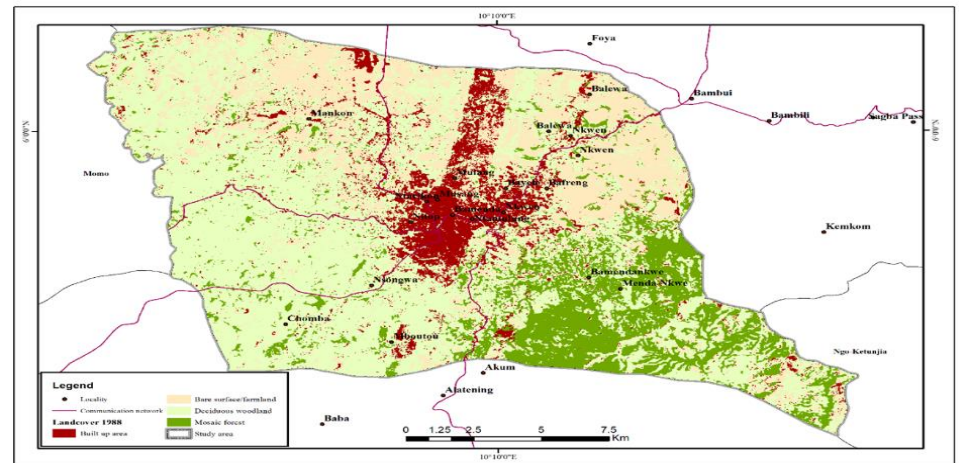 10°10'0"E
Foya
Balewa
Bambui
Bambili
Sagba Pass
Mankon
Balewa
Nkwen
Nkwen
Momo
Mulang
Kemkom
Bamendankwe
Menda Nkwe
Nsongwa
Chomba
Mboutou
Ngo-Ketunjia
Akum
Alatening
Baba
Legend
Locality
Communication network
Landcover 1988
Built up area
Bare surface/farmland
Deciduous woodland
Mosaic forest
Study area
0 1.25 2.5 5 7.5
Km
10°10'0"E